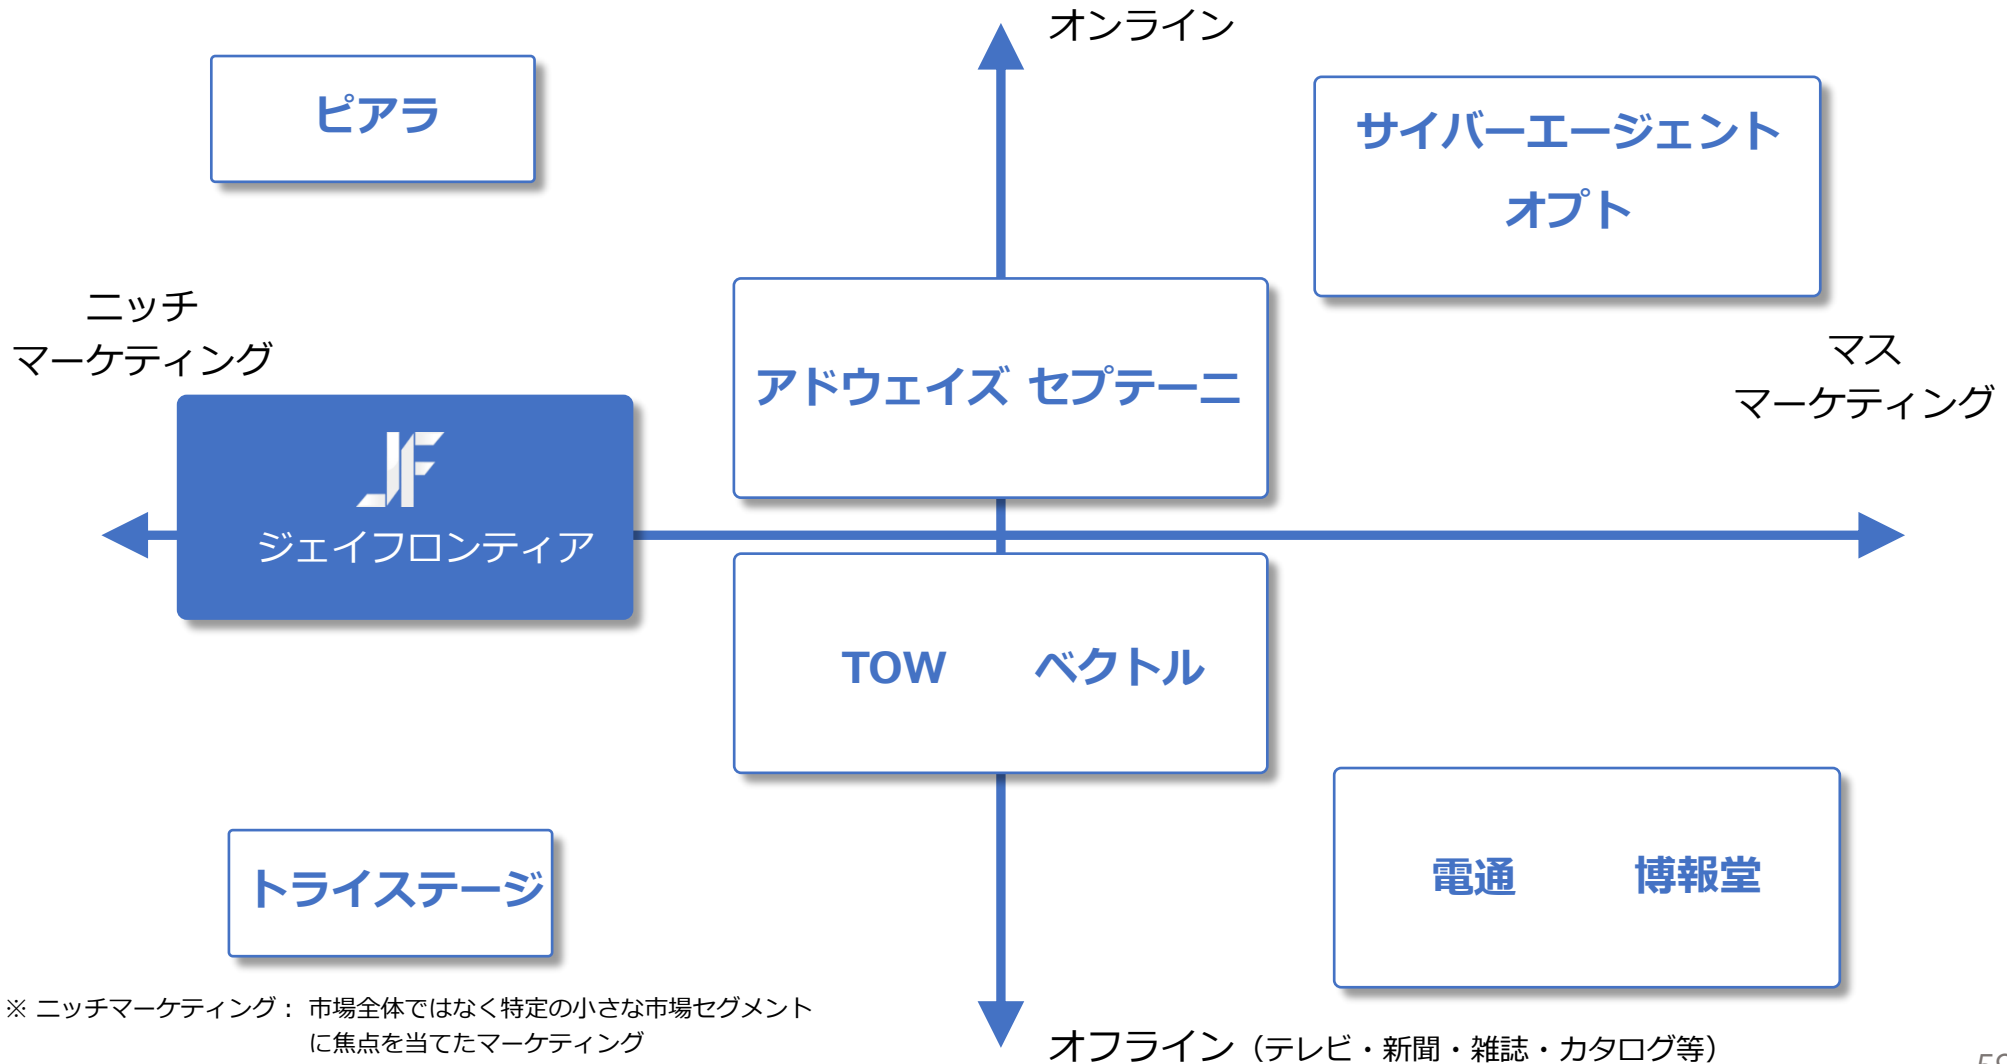 オンライン
ピアラ
サイバーエージェント
オプト
ニッチ
マーケティング
アドウェイズ セプテーニ
マス
マーケティング
JF
ジェイフロンティア
TOW ベクトル
トライステージ
電通 博報堂
※ ニッチマーケティング： 市場全体ではなく特定の小さな市場セグメント
に焦点を当てたマーケティング
オフライン（テレビ・新聞・雑誌・カタログ等）